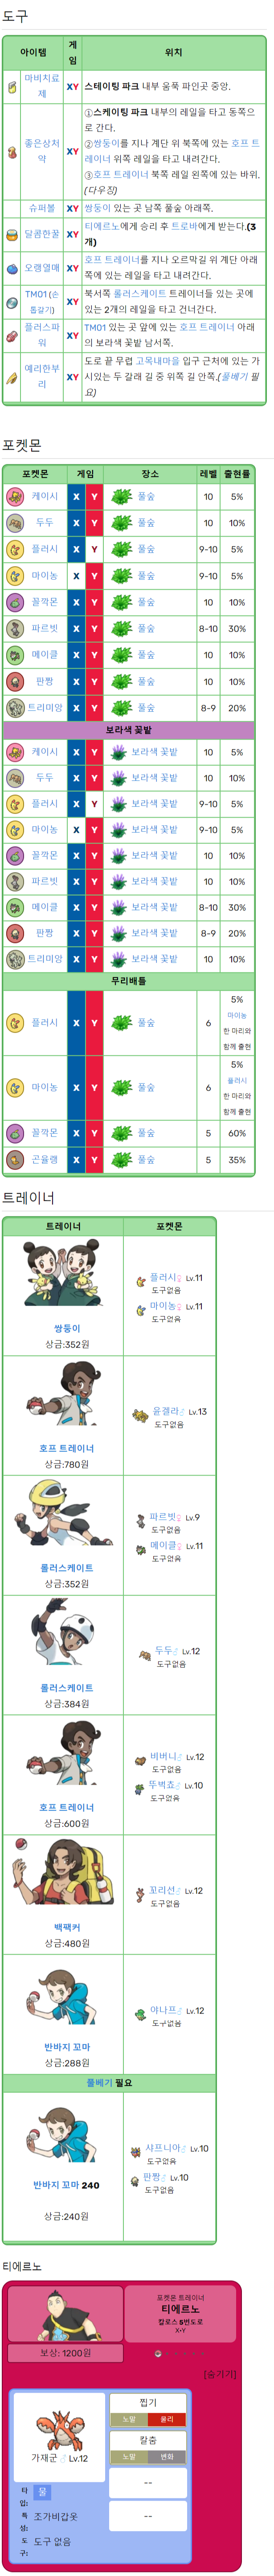 도구
아이템 게임 위치
마비치료제 XY 스테이팅 파크 내부 움푹 파인곳 중앙.
좋은상처약 XY ①스케이팅 파크 내부의 레일을 타고 동쪽으로 간다.
②쌍둥이를 지나 계단 위 북쪽에 있는 호프 트레이너 위쪽 레일을 타고 내려간다.
③호프 트레이너 북쪽 레일 왼쪽에 있는 바위.(다우징)
슈퍼볼 XY 쌍둥이 있는 곳 남쪽 풀숲 아래쪽.
달콤한꿀 XY 티에르노에게 승리 후 트로바에게 받는다.(3개)
오랭열매 XY 호프 트레이너를 지나 오르막길 위 계단 아래쪽에 있는 레일을 타고 내려간다.
TM01 (손톱갈기) XY 북서쪽 롤러스케이트 트레이너들 있는 곳에 있는 2개의 레일을 타고 건너간다.
플러스파워 XY TM01 있는 곳 앞에 있는 호프 트레이너 아래의 보라색 꽃밭 남서쪽.
예리한부리 XY 도로 끝 무렵 고목내마을 입구 근처에 있는 가시있는 두 갈래 길 중 위쪽 길 안쪽.(풀베기 필요)
포켓몬
포켓몬 게임 장소 레벨 출현률
케이시 X Y 풀숲 10 5%
두두 X Y 풀숲 10 10%
플러시 X Y 풀숲 9-10 5%
마이농 X Y 풀숲 9-10 5%
꼴깍몬 X Y 풀숲 10 10%
파르빗 X Y 풀숲 8-10 30%
메이클 X Y 풀숲 10 10%
판짱 X Y 풀숲 10 10%
트리미앙 X Y 풀숲 8-9 20%
보라색 꽃밭
케이시 X Y 보라색 꽃밭 10 5%
두두 X Y 보라색 꽃밭 10 10%
플러시 X Y 보라색 꽃밭 9-10 5%
마이농 X Y 보라색 꽃밭 9-10 5%
꼴깍몬 X Y 보라색 꽃밭 10 10%
파르빗 X Y 보라색 꽃밭 10 10%
메이클 X Y 보라색 꽃밭 8-10 30%
판짱 X Y 보라색 꽃밭 8-9 20%
트리미앙 X Y 보라색 꽃밭 10 10%
무리배틀
플러시 X Y 풀숲 6 5% 마이농 한 마리와 함께 출현
마이농 X Y 풀숲 6 5% 플러시 한 마리와 함께 출현
꼴깍몬 X Y 풀숲 5 60%
곤율랭 X Y 풀숲 5 35%
트레이너
트레이너 포켓몬
쌍둥이
상금:352원
플러시♀ Lv.11
도구없음
마이농♀ Lv.11
도구없음
호프 트레이너
상금:780원
윤겔라♂ Lv.13
도구없음
롤러스케이트
상금:352원
파르빗♀ Lv.9
도구없음
메이클♀ Lv.11
도구없음
롤러스케이트
상금:384원
두두♂ Lv.12
도구없음
호프 트레이너
상금:600원
비버니♂ Lv.12
도구없음
뚜벅쵸♂ Lv.10
도구없음
백팩커
상금:480원
꼬리선♂ Lv.12
도구없음
반바지 꼬마
상금:288원
야나프♂ Lv.12
도구없음
풀베기 필요
반바지 꼬마 240
상금:240원
샤프니아♂ Lv.10
도구없음
판짱♂ Lv.10
도구없음
티에르노
보상: 1200원
포켓몬 트레이너
티에르노
칼로스 5번도로
X•Y
[숨기기]
가재군♂ Lv.12
타입: 물
특성: 조가비갑옷
도구: 도구 없음
찝기
노말 물리
칼춤
노말 변화
--
--